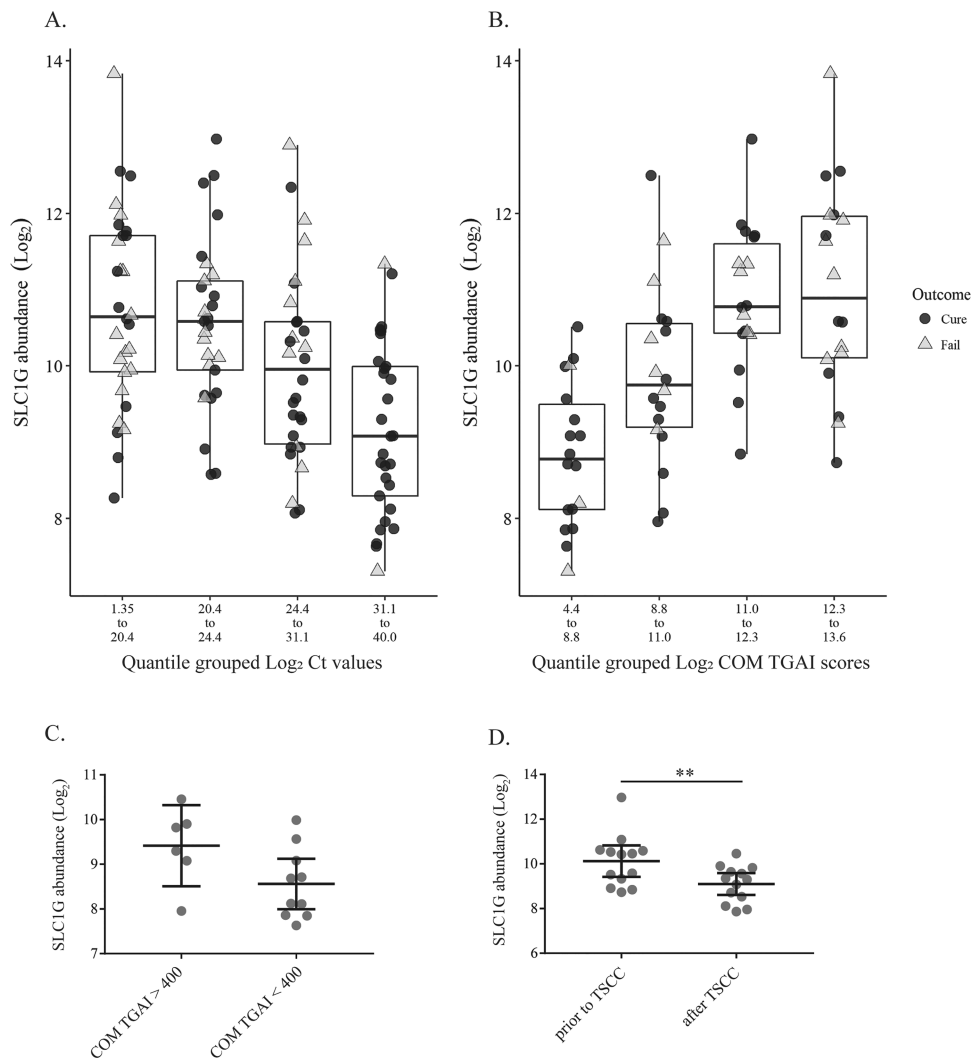 A.
SLC1G abundance (Log₂)
14
12
10
8
1.35 to 20.4
20.4 to 24.4
24.4 to 31.1
31.1 to 40.0
Quantile grouped Log₂ Ct values
B.
SLC1G abundance (Log₂)
14
12
10
8
4.4 to 8.8
8.8 to 11.0
11.0 to 12.3
12.3 to 13.6
Quantile grouped Log₂ COM TGAI scores
Outcome
Cure
Fail
C.
SLC1G abundance (Log₂)
11
10
9
8
7
COM TGAI > 400
COM TGAI < 400
D.
SLC1G abundance (Log₂)
14
12
10
8
6
**
prior to TSCC
after TSCC